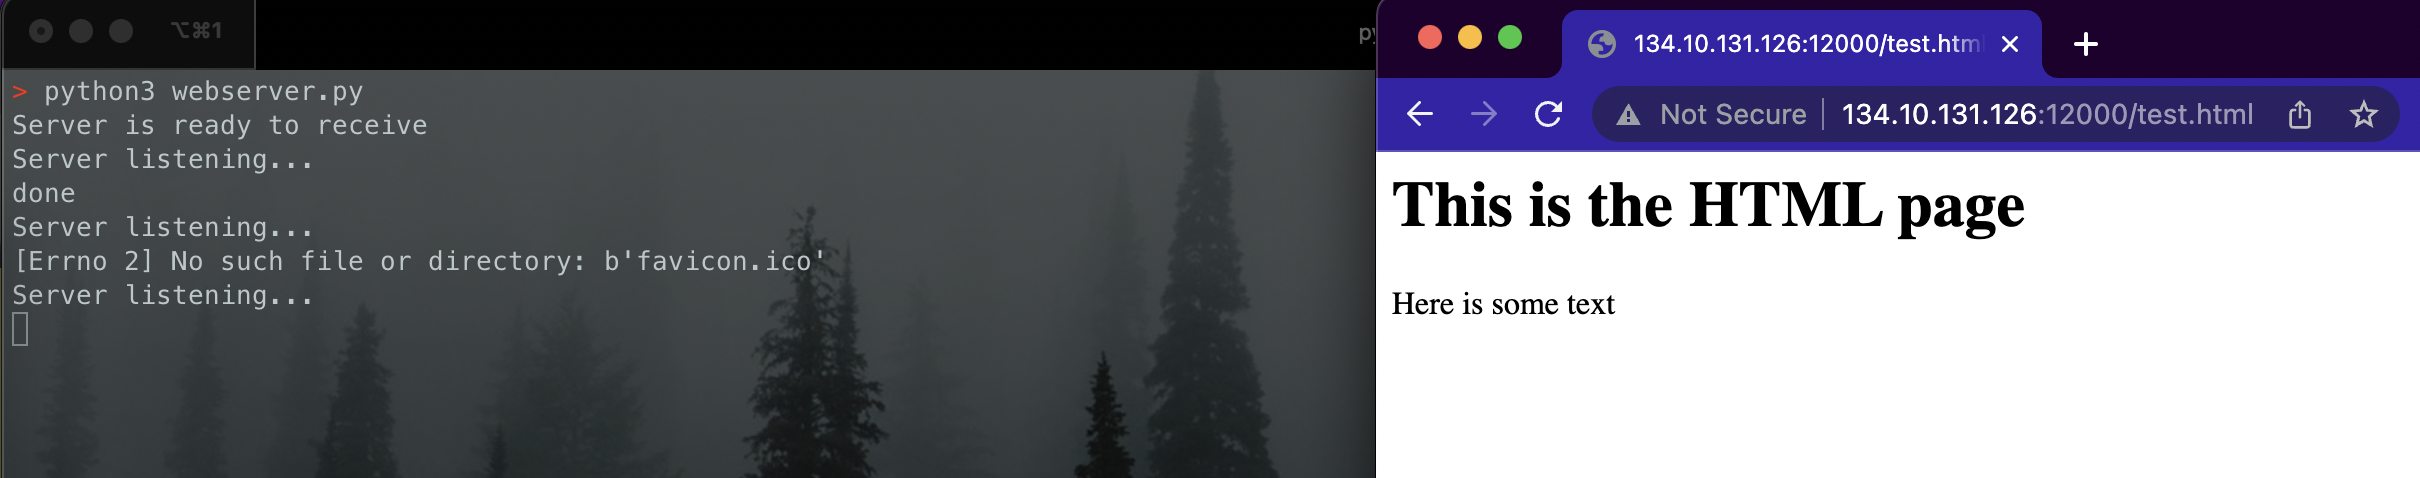 ⌥⌘1
> python3 webserver.py
Server is ready to receive
Server listening...
done
Server listening...
[Errno 2] No such file or directory: b'favicon.ico'
Server listening...
134.10.131.126:12000/test.htm
Not Secure | 134.10.131.126:12000/test.html
This is the HTML page
Here is some text